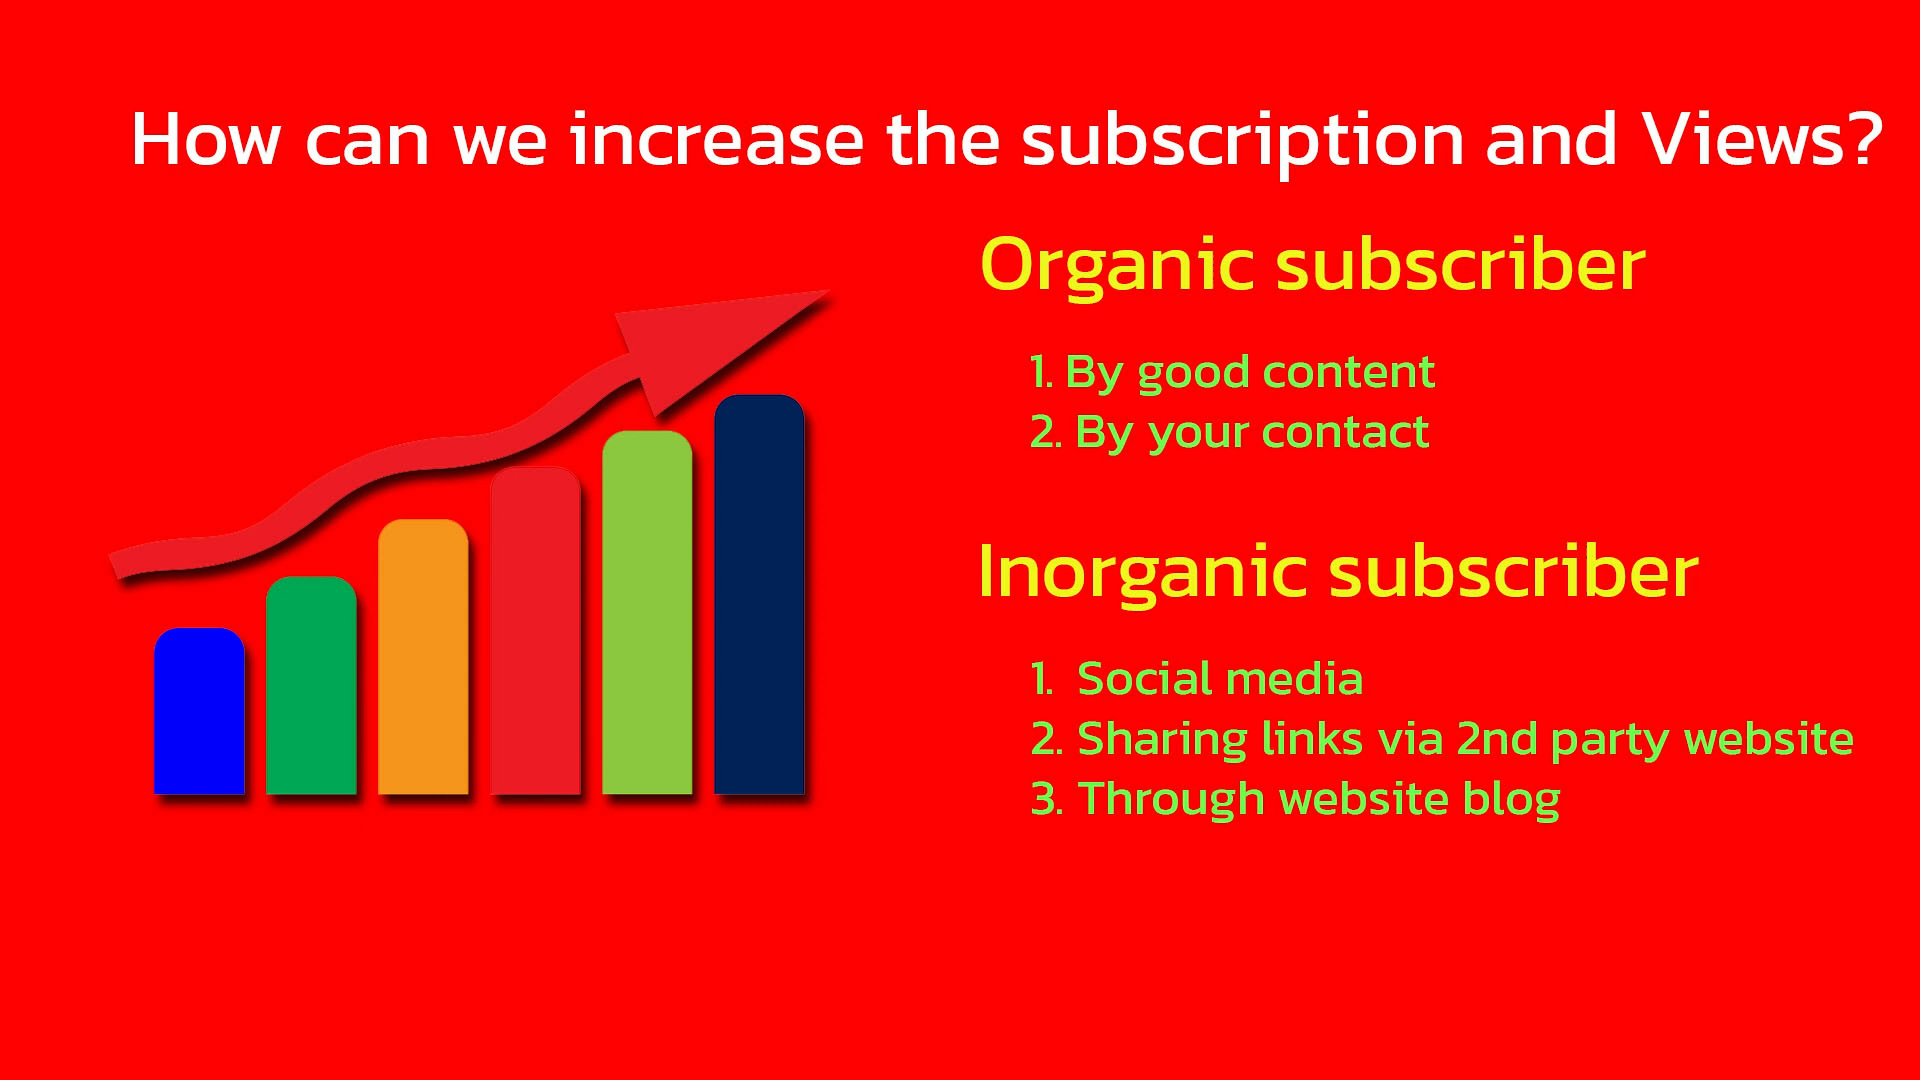 How can we increase the subscription and Views?
Organic subscriber
1. By good content
2. By your contact
Inorganic subscriber
1. Social media
2. Sharing links via 2nd party website
3. Through website blog